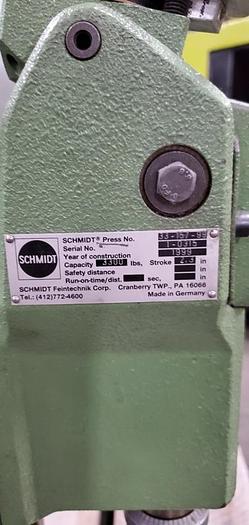 SCHMIDT
SCHMIDT® Press No. 33-157-99
Serial No. 1-0315
Year of construction 1999
Capacity 3300 lbs, Stroke 2.3 in
Safety distance in
Run-on-time/dist. sec, in
SCHMIDT Feintechnik Corp. Cranberry TWP., PA 16066
Tel.: (412)772-4600 Made in Germany